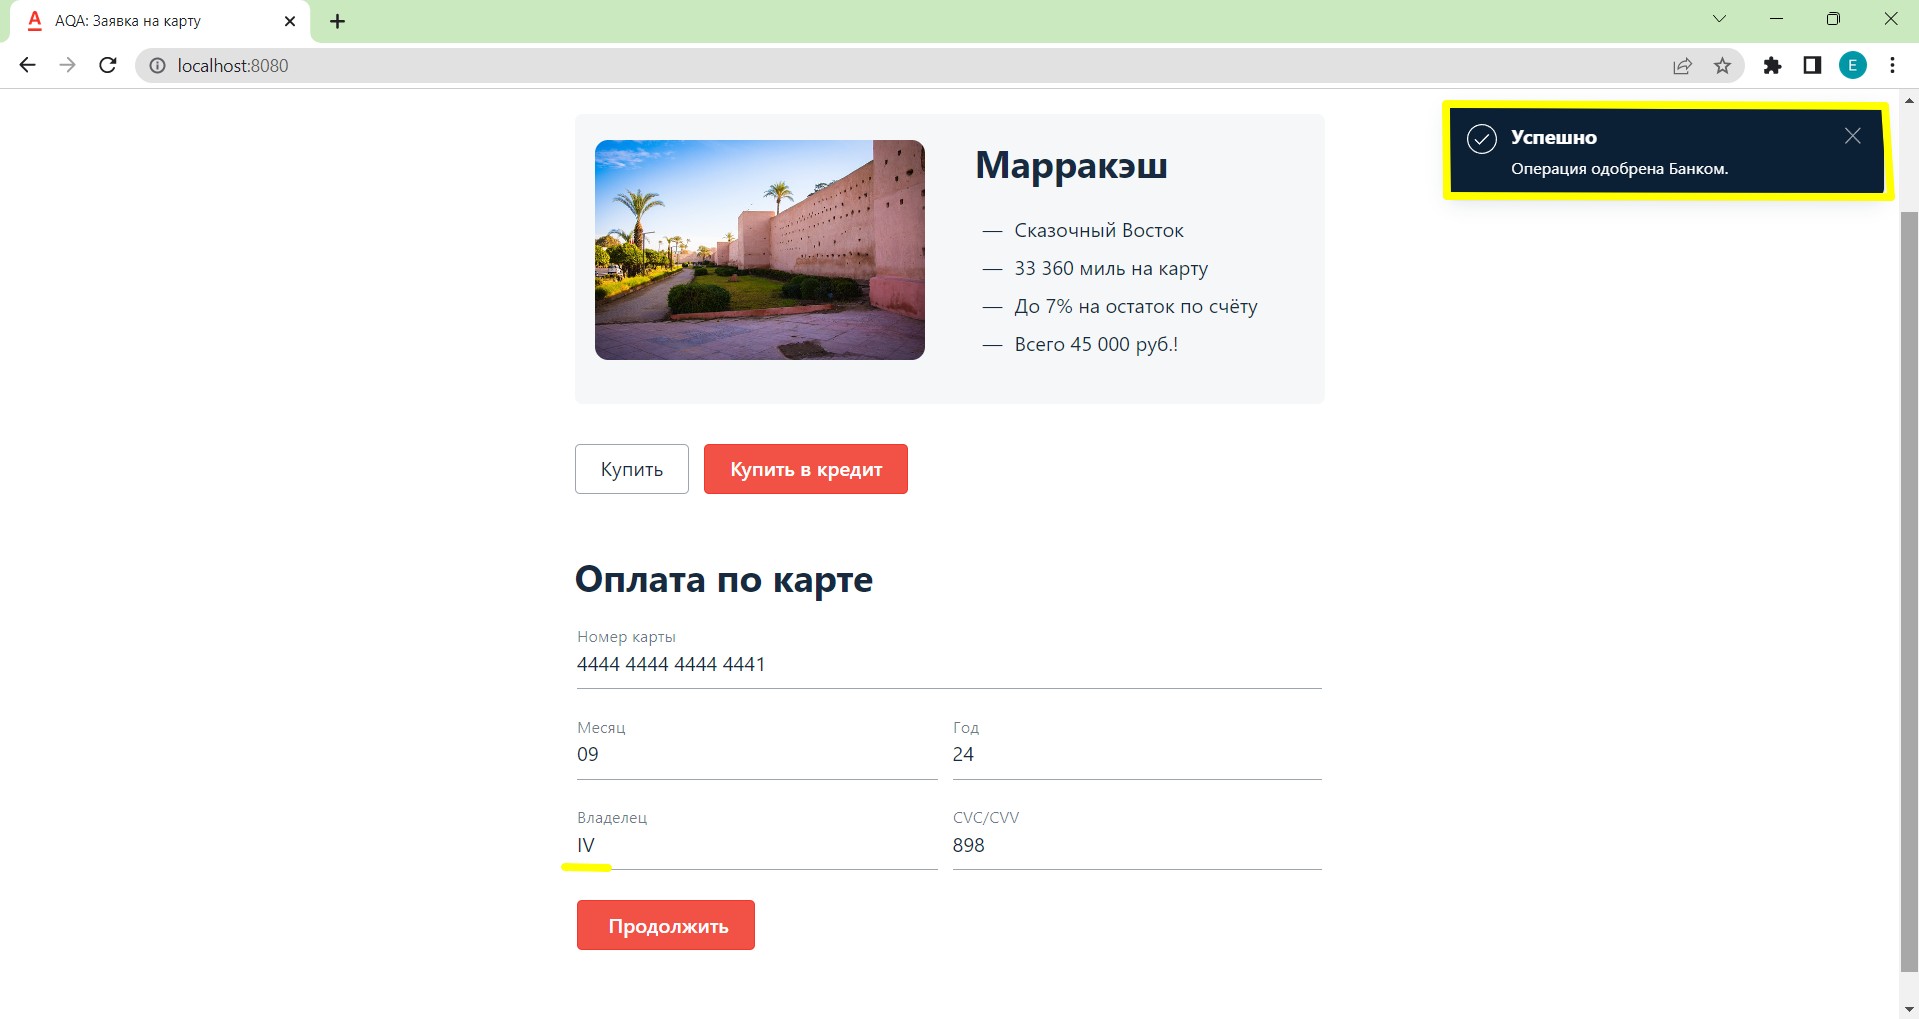 AQA: Заявка на карту
localhost:8080
E
Успешно
Операция одобрена Банком.
Марракэш
— Сказочный Восток
— 33 360 миль на карту
— До 7% на остаток по счёту
— Всего 45 000 руб.!
Купить
Купить в кредит
Оплата по карте
Номер карты
4444 4444 4444 4441
Месяц
Год
09
24
Владелец
CVC/CVV
IV
898
Продолжить